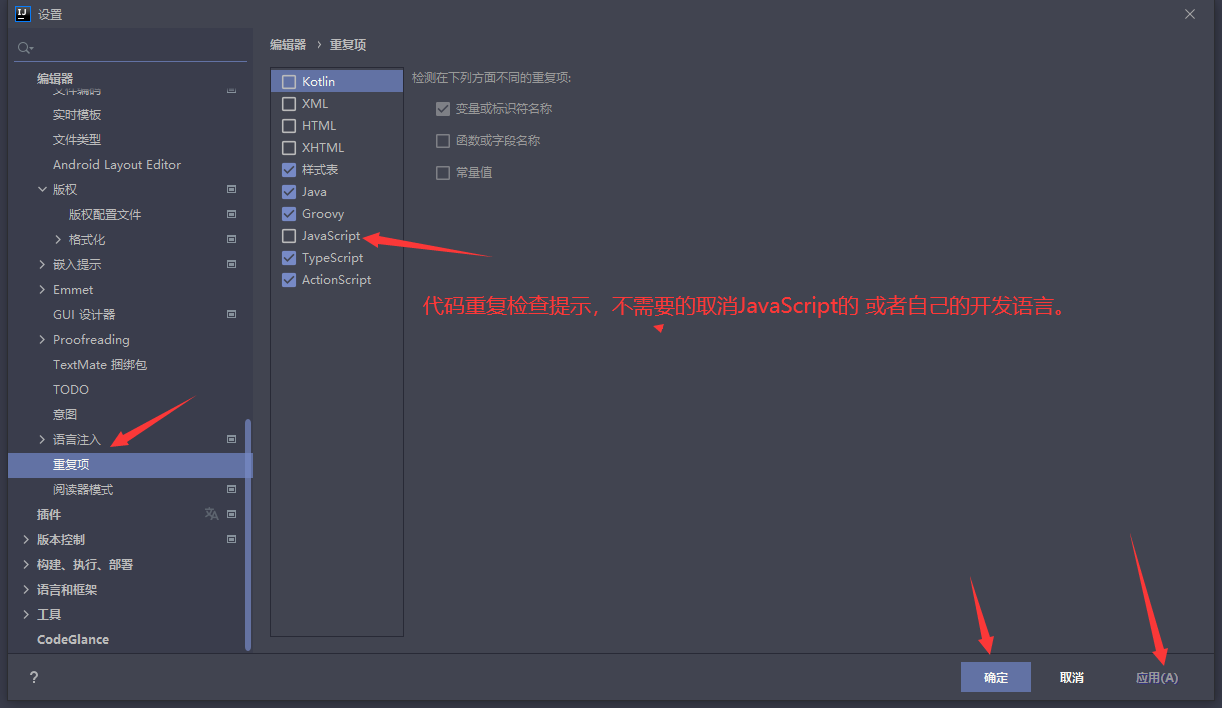 设置
编辑器 › 重复项
编辑器
文件编码
实时模板
文件类型
Android Layout Editor
版权
版权配置文件
格式化
嵌入提示
Emmet
GUI 设计器
Proofreading
TextMate 捆绑包
TODO
意图
语言注入
重复项
阅读器模式
插件
版本控制
构建、执行、部署
语言和框架
工具
CodeGlance
Kotlin
XML
HTML
XHTML
样式表
Java
Groovy
JavaScript
TypeScript
ActionScript
检测在下列方面不同的重复项:
变量或标识符名称
函数或字段名称
常量值
代码重复检查提示，不需要的取消JavaScript的 或者自己的开发语言。
?
确定
取消
应用(A)